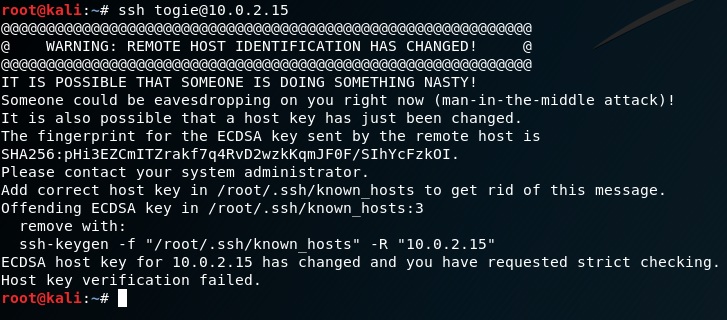 root@kali:~# ssh togie@10.0.2.15
@@@@@@@@@@@@@@@@@@@@@@@@@@@@@@@@@@@@@@@@@@@@@@@@@@@@@@@@@@@
@    WARNING: REMOTE HOST IDENTIFICATION HAS CHANGED!     @
@@@@@@@@@@@@@@@@@@@@@@@@@@@@@@@@@@@@@@@@@@@@@@@@@@@@@@@@@@@
IT IS POSSIBLE THAT SOMEONE IS DOING SOMETHING NASTY!
Someone could be eavesdropping on you right now (man-in-the-middle attack)!
It is also possible that a host key has just been changed.
The fingerprint for the ECDSA key sent by the remote host is
SHA256:pHi3EZCmITZrakf7q4RvD2wzkKqmJF0F/SIhYcFzkOI.
Please contact your system administrator.
Add correct host key in /root/.ssh/known_hosts to get rid of this message.
Offending ECDSA key in /root/.ssh/known_hosts:3
  remove with:
  ssh-keygen -f "/root/.ssh/known_hosts" -R "10.0.2.15"
ECDSA host key for 10.0.2.15 has changed and you have requested strict checking.
Host key verification failed.
root@kali:~#